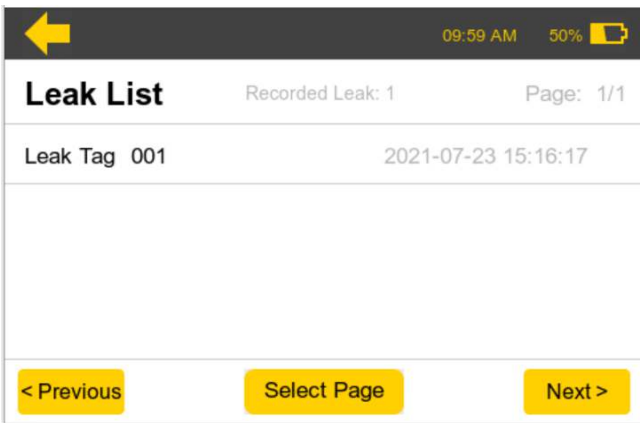 09:59 AM 50%
Leak List Recorded Leak: 1 Page: 1/1
Leak Tag 001 2021-07-23 15:16:17
< Previous Select Page Next >